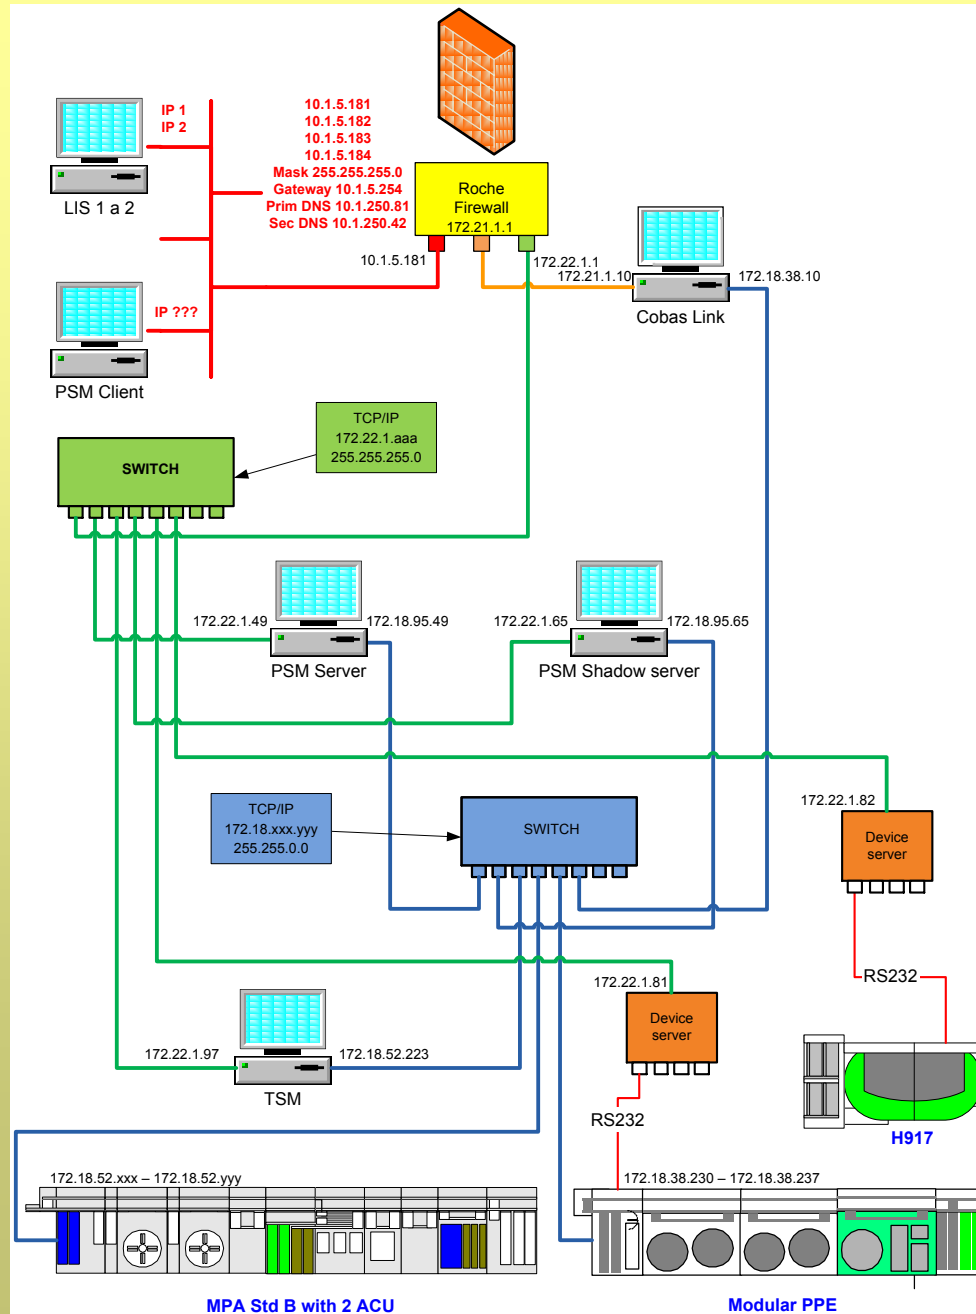 IP 1
IP 2
LIS 1 a 2
10.1.5.181
10.1.5.182
10.1.5.183
10.1.5.184
Mask 255.255.255.0
Gateway 10.1.5.254
Prim DNS 10.1.250.81
Sec DNS 10.1.250.42
Roche
Firewall
172.21.1.1
10.1.5.181
172.22.1.1
172.21.1.10
172.18.38.10
Cobas Link
IP ???
PSM Client
TCP/IP
172.22.1.aaa
255.255.255.0
SWITCH
172.22.1.49
172.18.95.49
PSM Server
172.22.1.65
172.18.95.65
PSM Shadow server
TCP/IP
172.18.xxx.yyy
255.255.0.0
SWITCH
172.22.1.82
Device
server
RS232
172.22.1.81
Device
server
172.22.1.97
172.18.52.223
TSM
RS232
H917
172.18.52.xxx – 172.18.52.yyy
172.18.38.230 – 172.18.38.237
MPA Std B with 2 ACU
Modular PPE